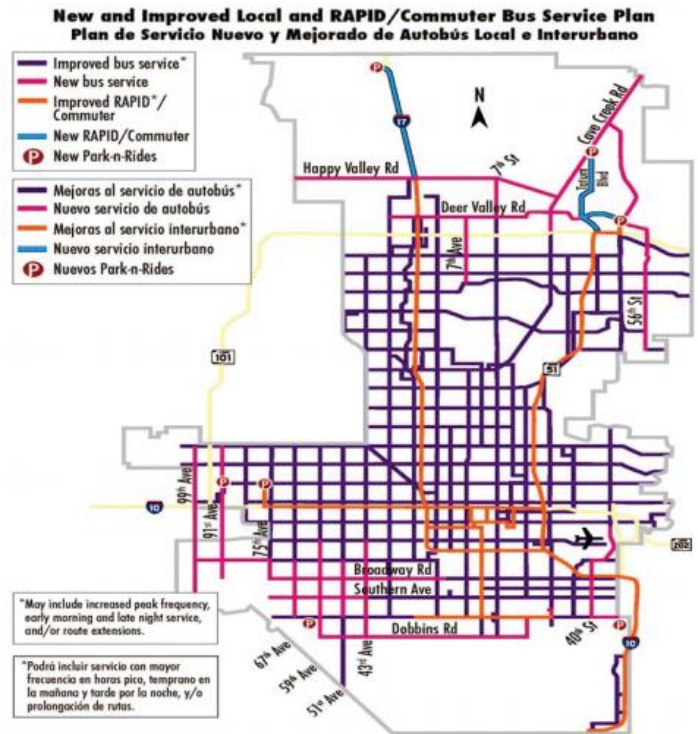 New and Improved Local and RAPID/Commuter Bus Service Plan
Plan de Servicio Nuevo y Mejorado de Autobús Local e Interurbano
Improved bus service*
New bus service
Improved RAPID*/
Commuter
New RAPID/Commuter
P New Park-n-Rides
Mejoras al servicio de autobús*
Nuevo servicio de autobús
Mejoras al servicio interurbano*
Nuevo servicio interurbano
P Nuevos Park-n-Rides
P
N
17
Cave Creek Rd
P
7th St
Happy Valley Rd
Tatum
Blvd
Deer Valley Rd
P
7th Ave
56th St
101
51
99th Ave
91st Ave
P
P
75th Ave
10
202
Broadway Rd
Southern Ave
P
Dobbins Rd
40th St
P
10
67th Ave
59th Ave
51st Ave
43rd Ave
*May include increased peak frequency,
early morning and late night service,
and/or route extensions.
*Podrá incluir servicio con mayor
frecuencia en horas pico, temprano en
la mañana y tarde por la noche, y/o
prolongación de rutas.